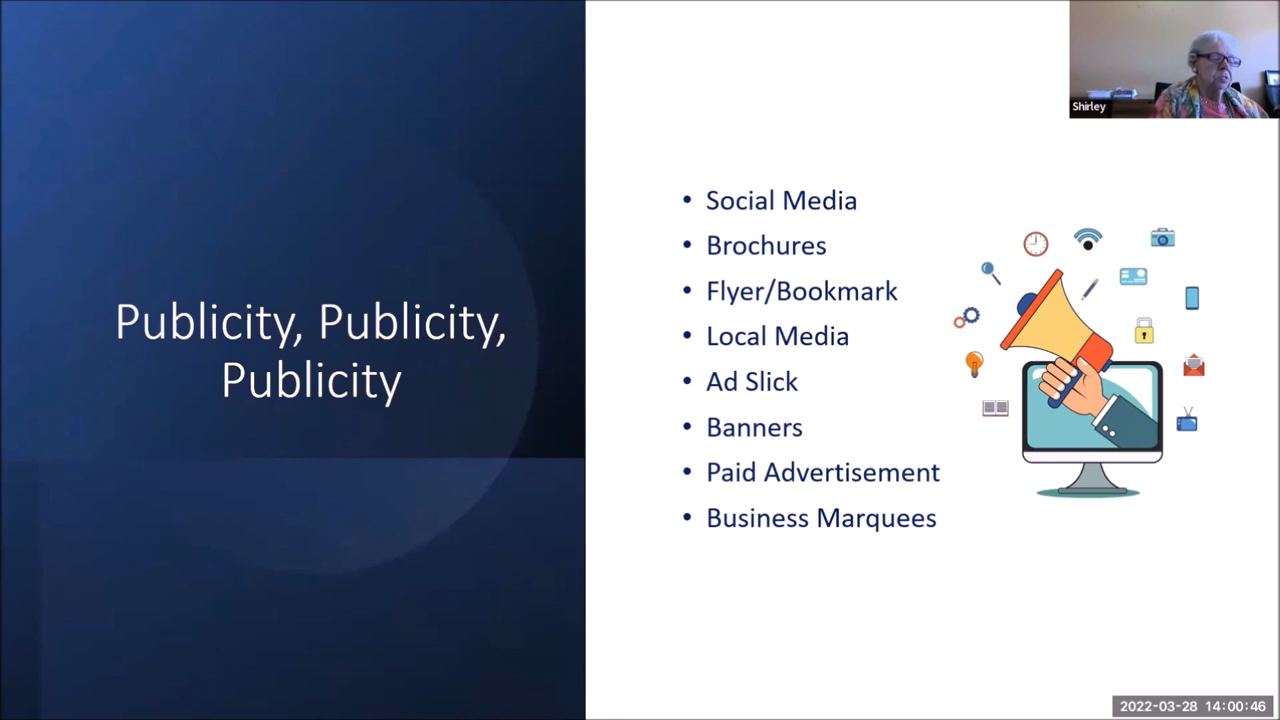 Shirley
Publicity, Publicity,
Publicity
• Social Media
• Brochures
• Flyer/Bookmark
• Local Media
• Ad Slick
• Banners
• Paid Advertisement
• Business Marquees
2022-03-28 14:00:46